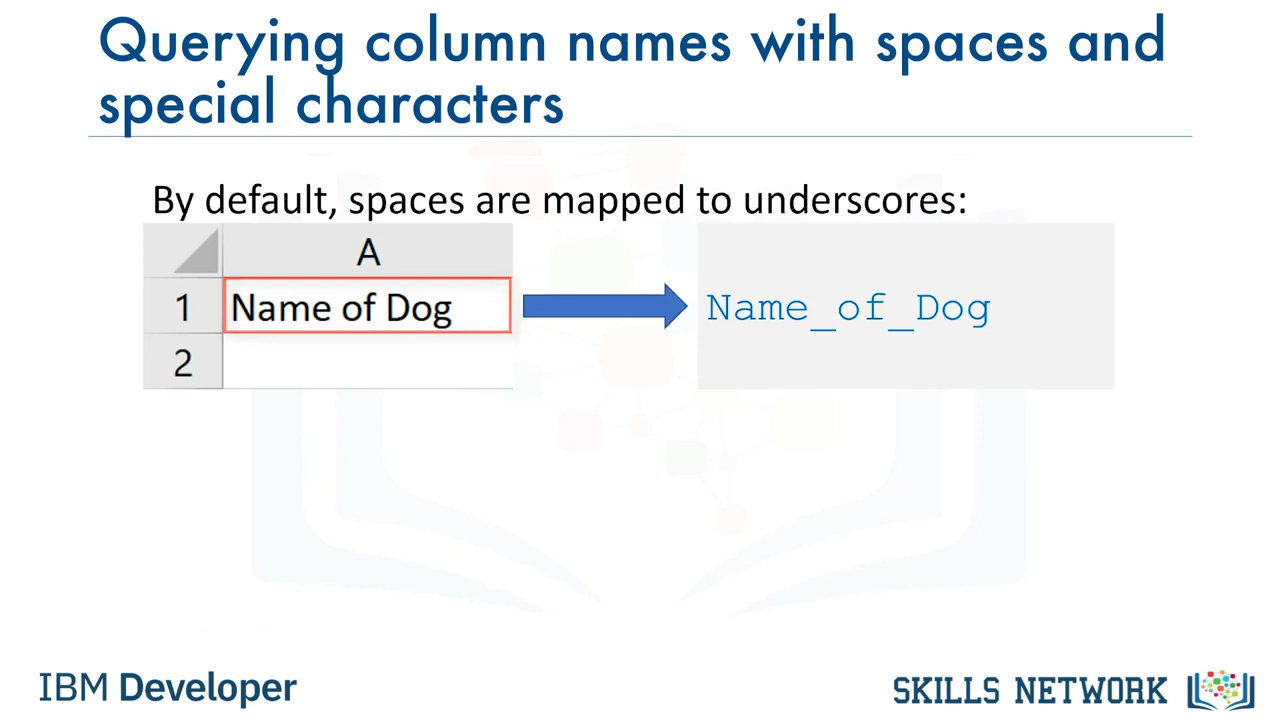 Querying column names with spaces and
special characters
By default, spaces are mapped to underscores:
A
1 Name of Dog
Name_of_Dog
2
IBM Developer
SKILLS NETWORK